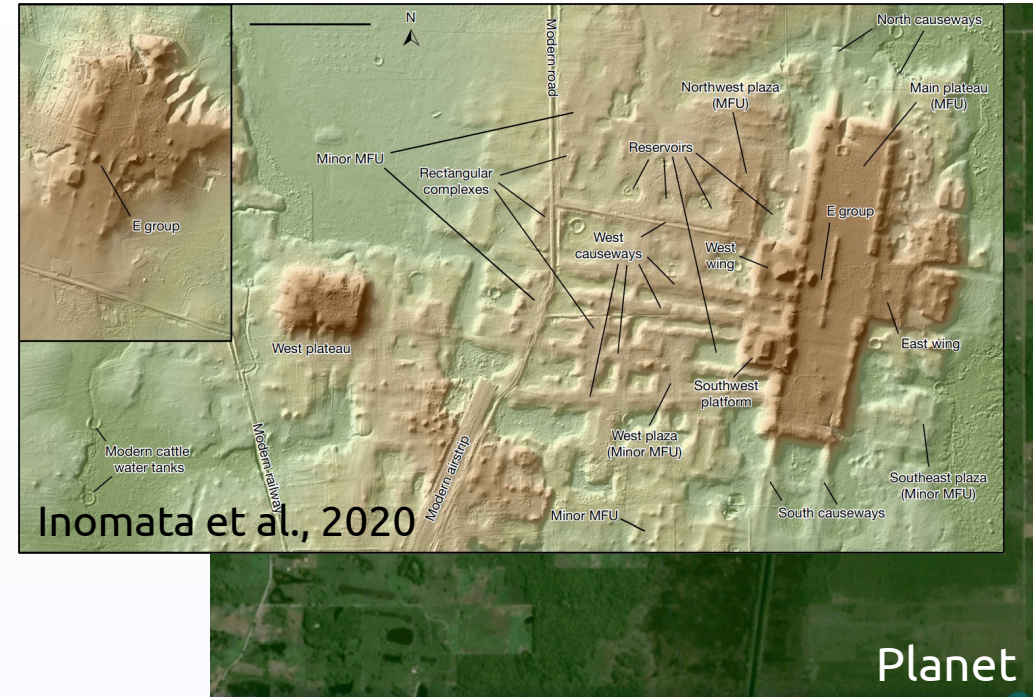 N
North causeways
Modern road
Northwest plaza
(MFU)
Main plateau
(MFU)
Minor MFU
Reservoirs
Rectangular
complexes
E group
E group
West
causeways
West
wing
East wing
West plateau
Southwest
platform
West plaza
(Minor MFU)
Modern cattle
water tanks
Modern railway
Modern airstrip
Southeast plaza
(Minor MFU)
Minor MFU
South causeways
Inomata et al., 2020
Planet